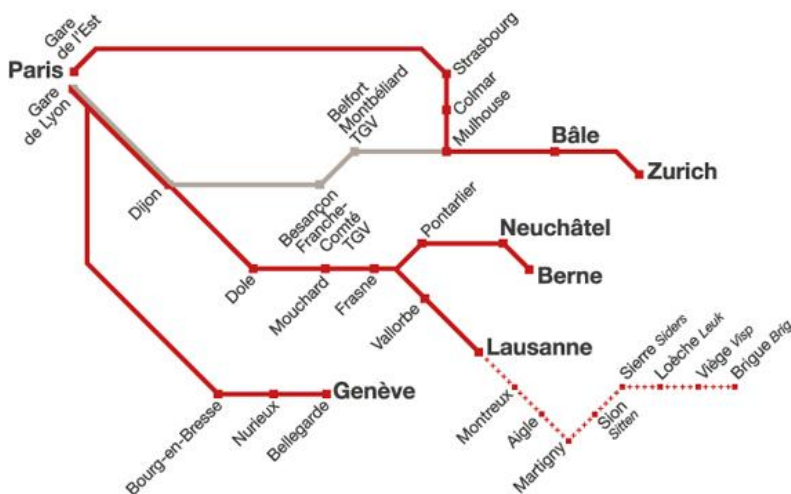 Gare
de l'Est
Paris
Gare
de Lyon
Strasbourg
Colmar
Mulhouse
Belfort
Montbéliard
TGV
Bâle
Zurich
Dijon
Besançon
Franche-
Comté
TGV
Pontarlier
Neuchâtel
Berne
Dole
Mouchard
Frasne
Vallorbe
Lausanne
Sierre Siders
Loèche Leuk
Viège Visp
Brigue Brig
Genève
Bourg-en-Bresse
Nurieux
Bellegarde
Montreux
Aigle
Martigny
Sion
Sitten